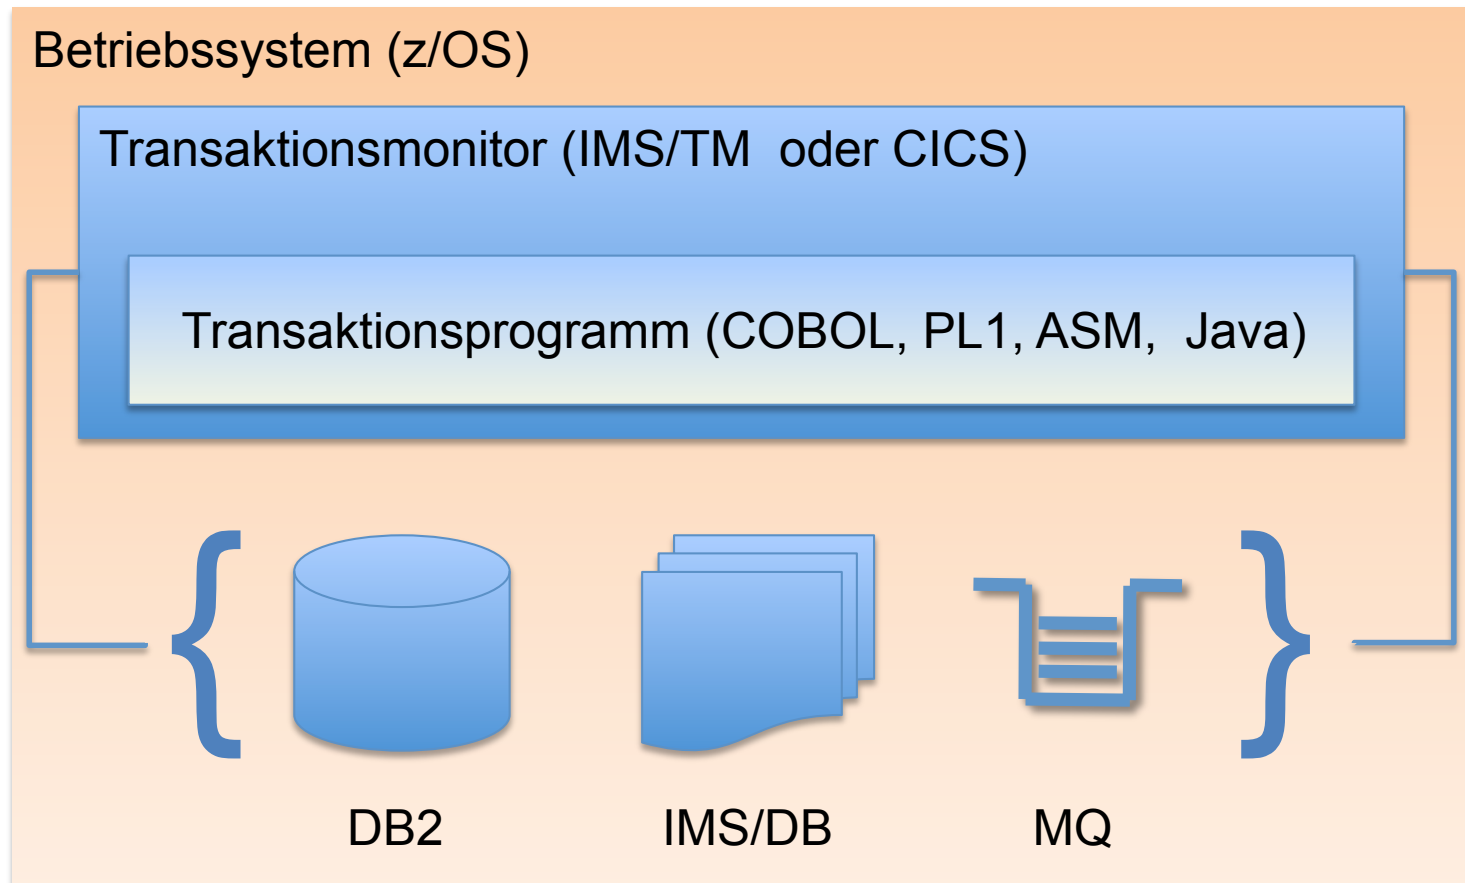 Betriebssystem (z/OS)
Transaktionsmonitor (IMS/TM  oder CICS)
Transaktionsprogramm (COBOL, PL1, ASM,  Java)
DB2 IMS/DB MQ